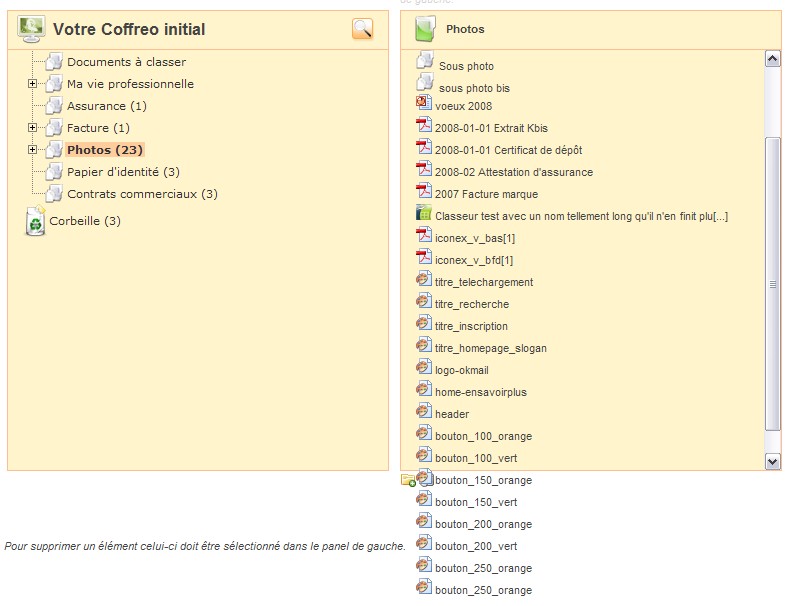 de gauche.
Votre Coffreo initial
Documents à classer
Ma vie professionnelle
Assurance (1)
Facture (1)
Photos (23)
Papier d'identité (3)
Contrats commerciaux (3)
Corbeille (3)
Photos
Sous photo
sous photo bis
voeux 2008
2008-01-01 Extrait Kbis
2008-01-01 Certificat de dépôt
2008-02 Attestation d'assurance
2007 Facture marque
Classeur test avec un nom tellement long qu'il n'en finit plu[...]
iconex_v_bas[1]
iconex_v_bfd[1]
titre_telechargement
titre_recherche
titre_inscription
titre_homepage_slogan
logo-okmail
home-ensavoirplus
header
bouton_100_orange
bouton_100_vert
bouton_150_orange
bouton_150_vert
bouton_200_orange
bouton_200_vert
bouton_250_orange
bouton_250_orange
Pour supprimer un élément celui-ci doit être sélectionné dans le panel de gauche.